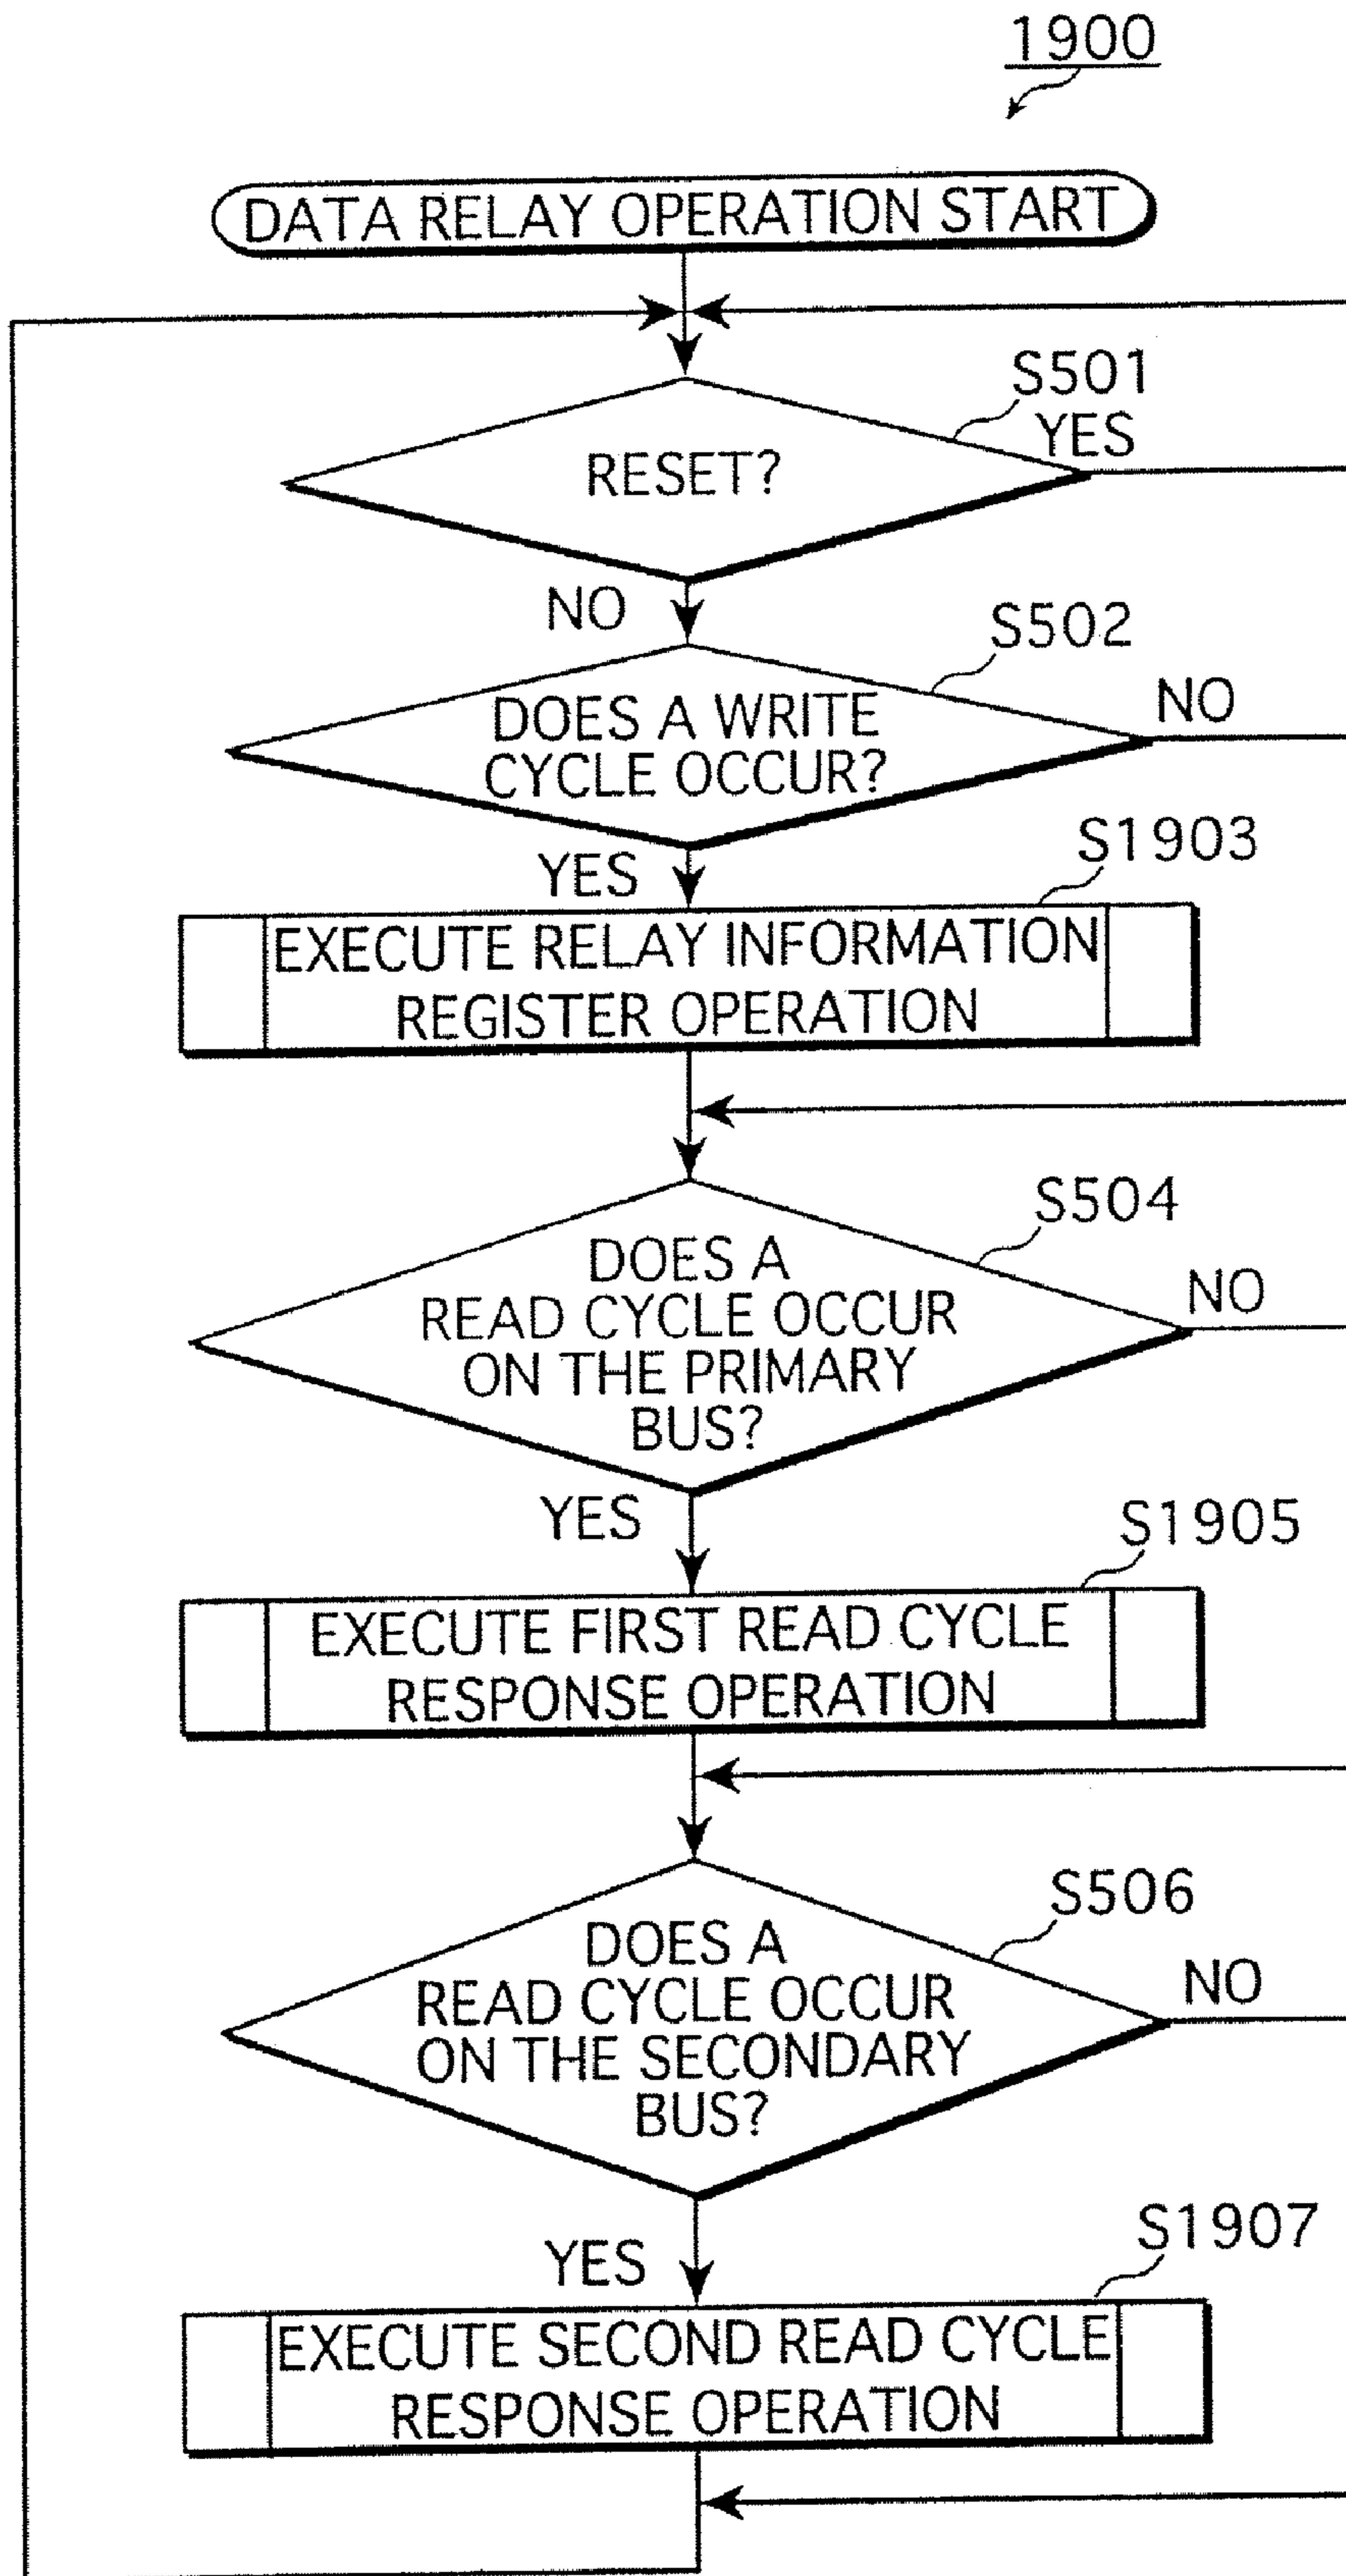 1900
DATA RELAY OPERATION START
S501
YES
RESET?
NO
S502
NO
DOES A WRITE
CYCLE OCCUR?
YES
S1903
EXECUTE RELAY INFORMATION
REGISTER OPERATION
S504
NO
DOES A
READ CYCLE OCCUR
ON THE PRIMARY
BUS?
YES
S1905
EXECUTE FIRST READ CYCLE
RESPONSE OPERATION
S506
NO
DOES A
READ CYCLE OCCUR
ON THE SECONDARY
BUS?
YES
S1907
EXECUTE SECOND READ CYCLE
RESPONSE OPERATION